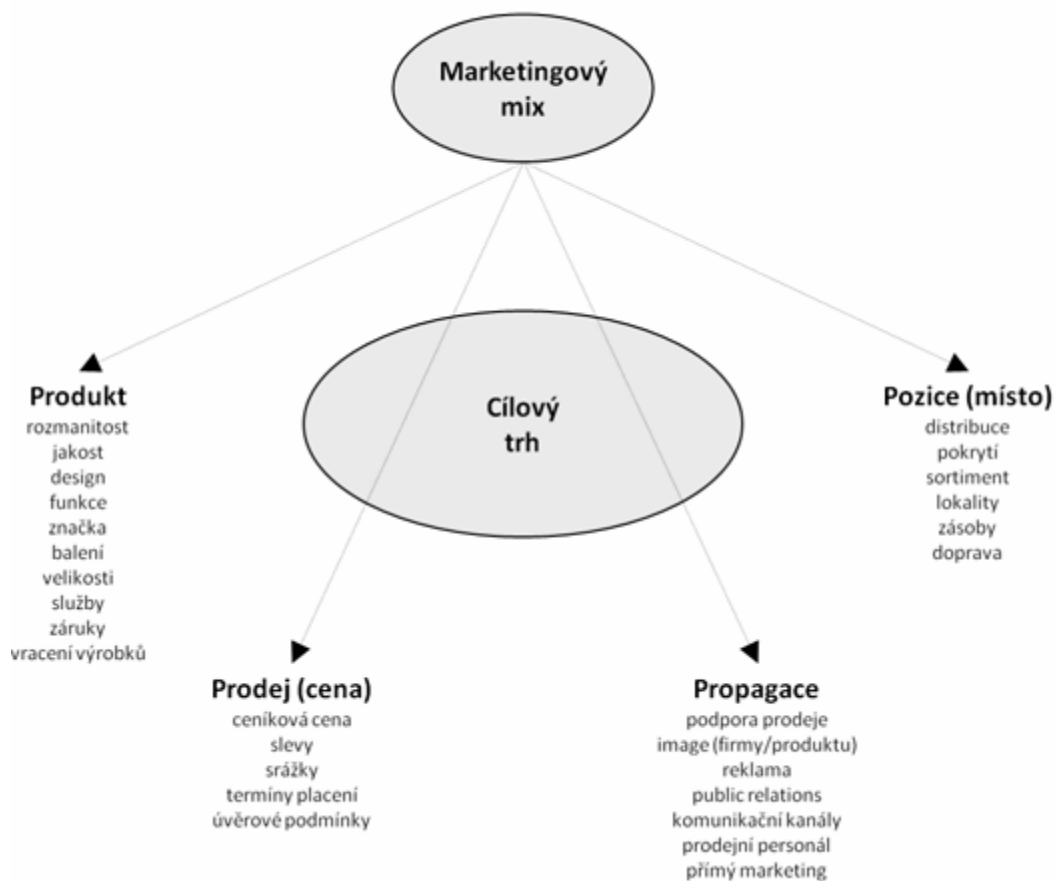 Marketingový
mix
Cílový
trh
Produkt
rozmanitost
jakost
design
funkce
značka
balení
velikosti
služby
záruky
vracení výrobků
Prodej (cena)
ceníková cena
slevy
srážky
termíny placení
úvěrové podmínky
Propagace
podpora prodeje
image (firmy/produktu)
reklama
public relations
komunikační kanály
prodejní personál
přímý marketing
Pozice (místo)
distribuce
pokrytí
sortiment
lokality
zásoby
doprava